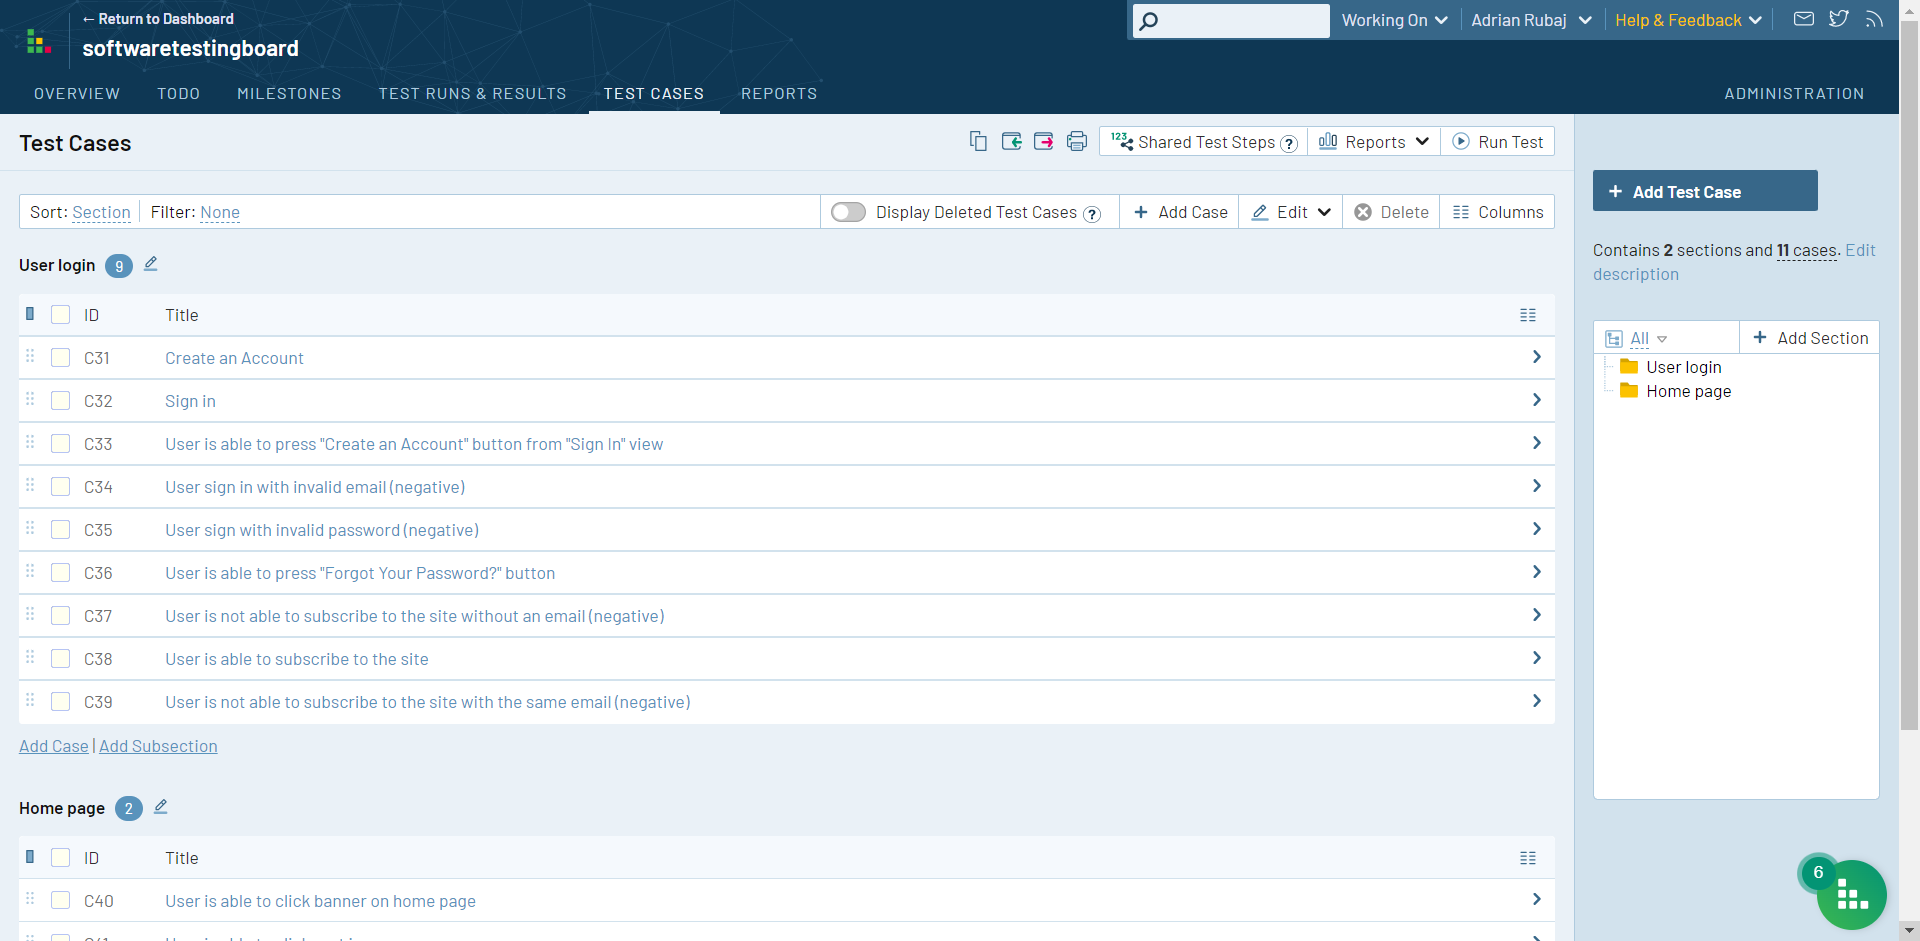 ← Return to Dashboard
softwaretestingboard
Working On
Adrian Rubaj
Help & Feedback
OVERVIEW
TODO
MILESTONES
TEST RUNS & RESULTS
TEST CASES
REPORTS
ADMINISTRATION
Test Cases
123 Shared Test Steps ?
Reports
Run Test
Sort: Section
Filter: None
Display Deleted Test Cases ?
+ Add Case
Edit
Delete
Columns
User login 9
ID Title
C31 Create an Account
C32 Sign in
C33 User is able to press "Create an Account" button from "Sign In" view
C34 User sign in with invalid email (negative)
C35 User sign with invalid password (negative)
C36 User is able to press "Forgot Your Password?" button
C37 User is not able to subscribe to the site without an email (negative)
C38 User is able to subscribe to the site
C39 User is not able to subscribe to the site with the same email (negative)
Add Case | Add Subsection
Home page 2
ID Title
C40 User is able to click banner on home page
+ Add Test Case
Contains 2 sections and 11 cases. Edit
description
All
+ Add Section
User login
Home page
6